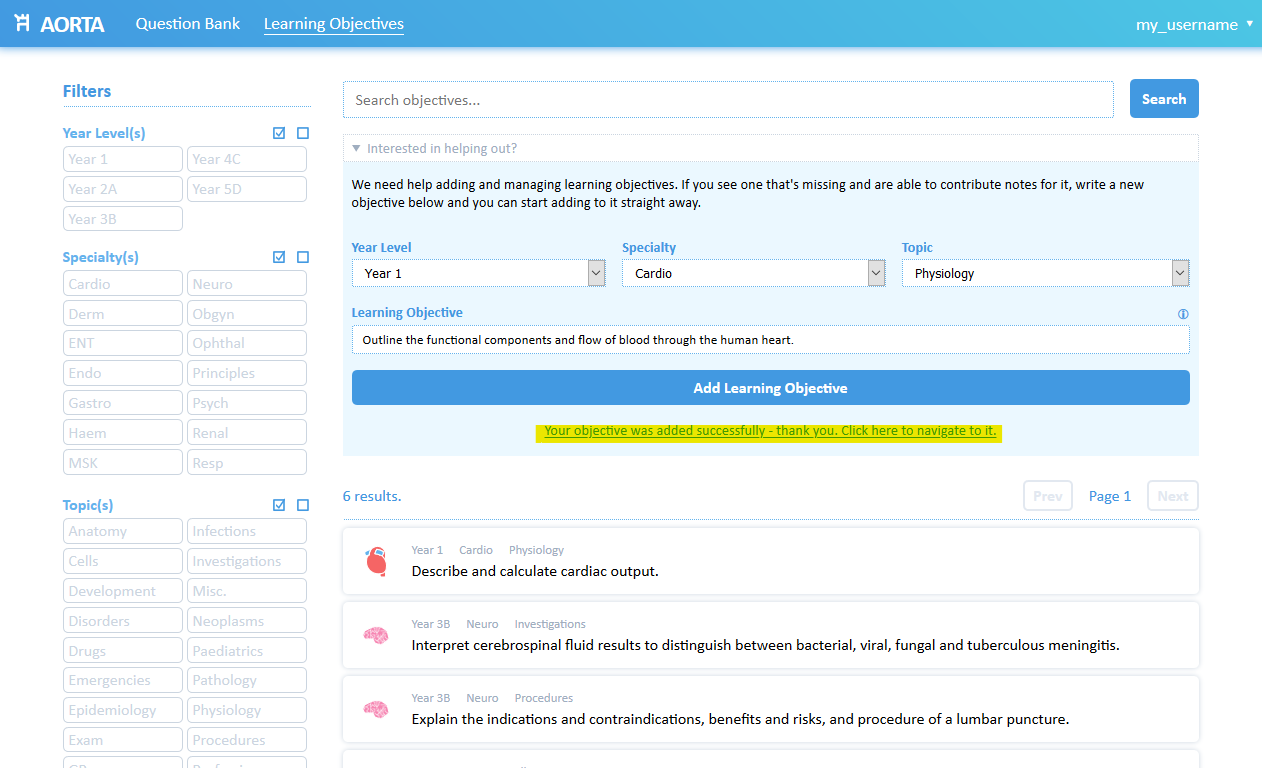 AORTA Question Bank Learning Objectives my_username
Filters
Year Level(s)
Year 1 Year 4C
Year 2A Year 5D
Year 3B
Specialty(s)
Cardio Neuro
Derm Obgyn
ENT Ophthal
Endo Principles
Gastro Psych
Haem Renal
MSK Resp
Topic(s)
Anatomy Infections
Cells Investigations
Development Misc.
Disorders Neoplasms
Drugs Paediatrics
Emergencies Pathology
Epidemiology Physiology
Exam Procedures
Search objectives... Search
Interested in helping out?
We need help adding and managing learning objectives. If you see one that's missing and are able to contribute notes for it, write a new
objective below and you can start adding to it straight away.
Year Level Specialty Topic
Year 1 Cardio Physiology
Learning Objective
Outline the functional components and flow of blood through the human heart.
Add Learning Objective
Your objective was added successfully - thank you. Click here to navigate to it.
6 results. Prev Page 1 Next
Year 1 Cardio Physiology
Describe and calculate cardiac output.
Year 3B Neuro Investigations
Interpret cerebrospinal fluid results to distinguish between bacterial, viral, fungal and tuberculous meningitis.
Year 3B Neuro Procedures
Explain the indications and contraindications, benefits and risks, and procedure of a lumbar puncture.